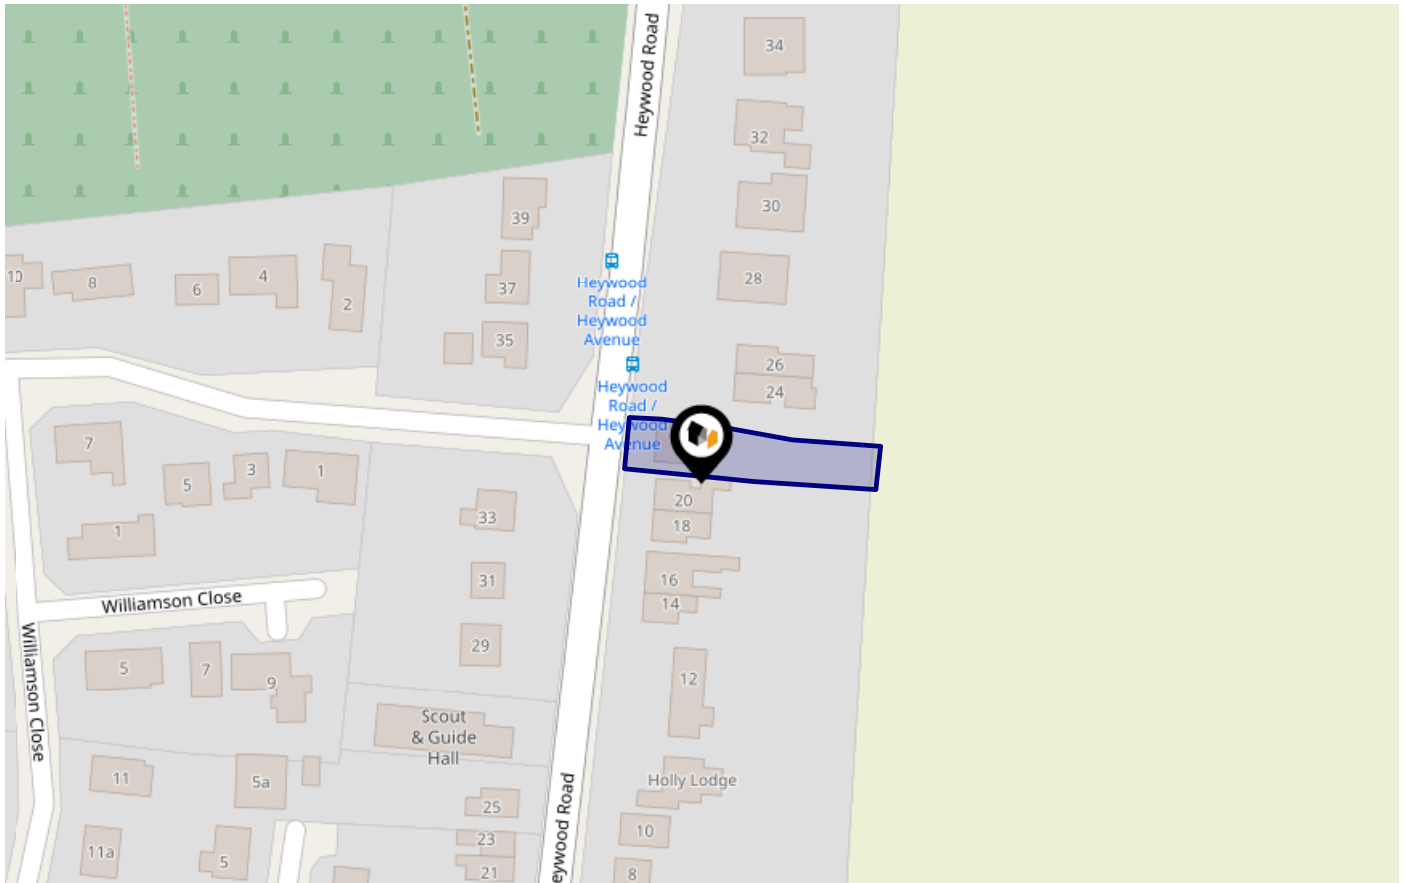 Heywood Road
34
32
39
30
10
8
6
4
2
37
28
Heywood
Road /
Heywood
Avenue
35
26
24
Heywood
Road /
Heywood
Avenue
7
5
3
1
1
20
18
33
16
14
31
Williamson Close
29
Williamson Close
5
7
9
12
Scout
& Guide
Hall
Holly Lodge
11
5a
25
Heywood Road
10
23
21
11a
5
8